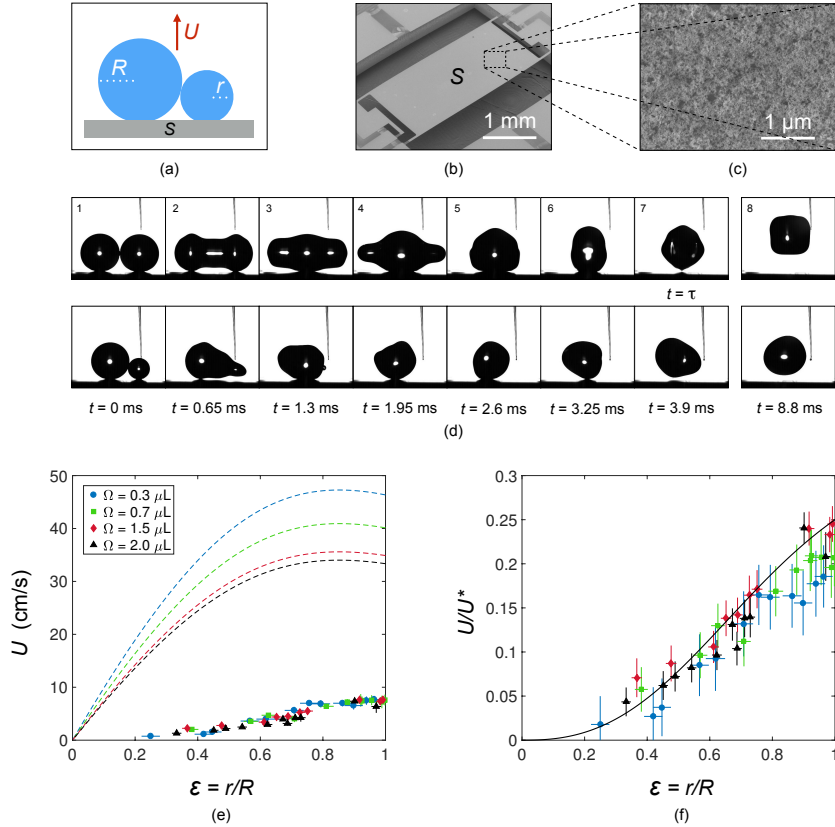 U
R
r
S
(a)
S
1 mm
(b)
1 μm
(c)
1
2
3
4
5
6
7
8
t = τ
t = 0 ms
t = 0.65 ms
t = 1.3 ms
t = 1.95 ms
t = 2.6 ms
t = 3.25 ms
t = 3.9 ms
t = 8.8 ms
(d)
50
40
30
20
10
0
U (cm/s)
Ω = 0.3 μL
Ω = 0.7 μL
Ω = 1.5 μL
Ω = 2.0 μL
0 0.2 0.4 0.6 0.8 1
ε = r/R
(e)
0.3
0.25
0.2
0.15
0.1
0.05
0
U/U*
0 0.2 0.4 0.6 0.8 1
ε = r/R
(f)